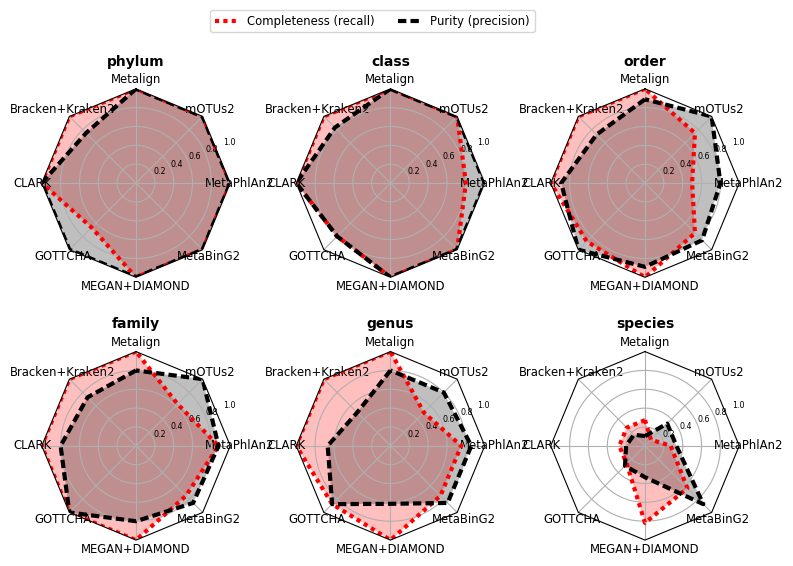 Completeness (recall) Purity (precision)
phylum class order
Metalign Metalign Metalign
Bracken+Kraken2 mOTUs2 Bracken+Kraken2 mOTUs2 Bracken+Kraken2 mOTUs2
1.0 1.0 1.0
0.8 0.8 0.8
0.6 0.6 0.6
0.4 0.4 0.4
0.2 0.2 0.2
CLARK MetaPhlAn2 CLARK MetaPhlAn2 CLARK MetaPhlAn2
GOTTCHA MetaBinG2 GOTTCHA MetaBinG2 GOTTCHA MetaBinG2
MEGAN+DIAMOND MEGAN+DIAMOND MEGAN+DIAMOND
family genus species
Metalign Metalign Metalign
Bracken+Kraken2 mOTUs2 Bracken+Kraken2 mOTUs2 Bracken+Kraken2 mOTUs2
1.0 1.0 1.0
0.8 0.8 0.8
0.6 0.6 0.6
0.4 0.4 0.4
0.2 0.2 0.2
CLARK MetaPhlAn2 CLARK MetaPhlAn2 CLARK MetaPhlAn2
GOTTCHA MetaBinG2 GOTTCHA MetaBinG2 GOTTCHA MetaBinG2
MEGAN+DIAMOND MEGAN+DIAMOND MEGAN+DIAMOND